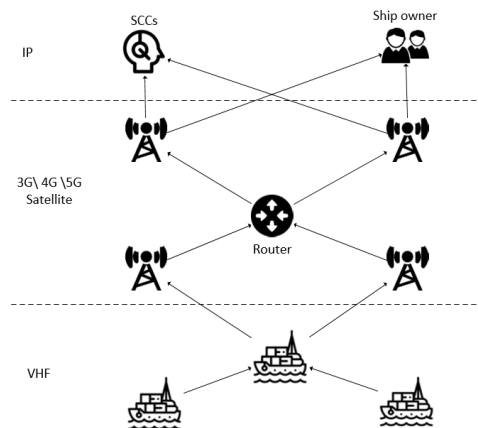 SCCs
Ship owner
IP
3G\ 4G \5G
Satellite
Router
VHF